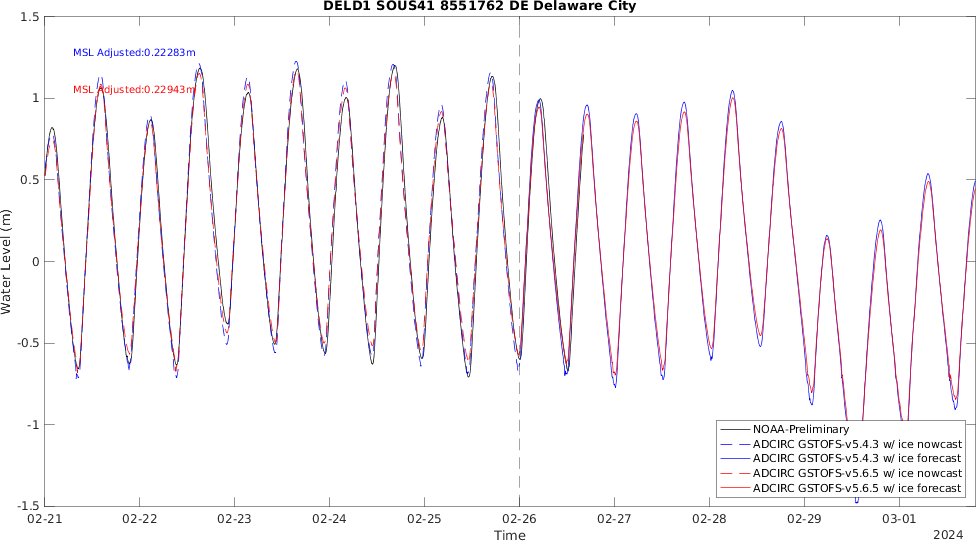 DELD1 SOUS41 8551762 DE Delaware City
1.5
MSL Adjusted:0.22283m
1
MSL Adjusted:0.22943m
0.5
Water Level (m)
0
-0.5
-1
NOAA-Preliminary
ADCIRC GSTOFS-v5.4.3 w/ ice nowcast
ADCIRC GSTOFS-v5.4.3 w/ ice forecast
ADCIRC GSTOFS-v5.6.5 w/ ice nowcast
ADCIRC GSTOFS-v5.6.5 w/ ice forecast
-1.5
02-21 02-22 02-23 02-24 02-25 02-26 02-27 02-28 02-29 03-01
Time
2024